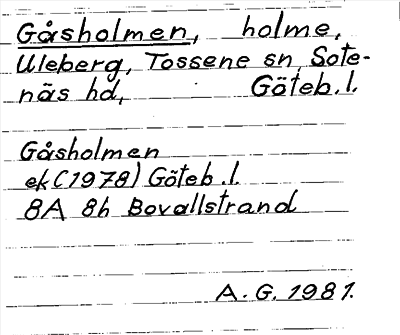 Gåsholmen, holme,
Uleberg, Tossene sn, Sote-
näs hd, Göteb. l.
Gåsholmen
ek (1978) Göteb. l.
8A 8h Bovallstrand
A. G. 1981.